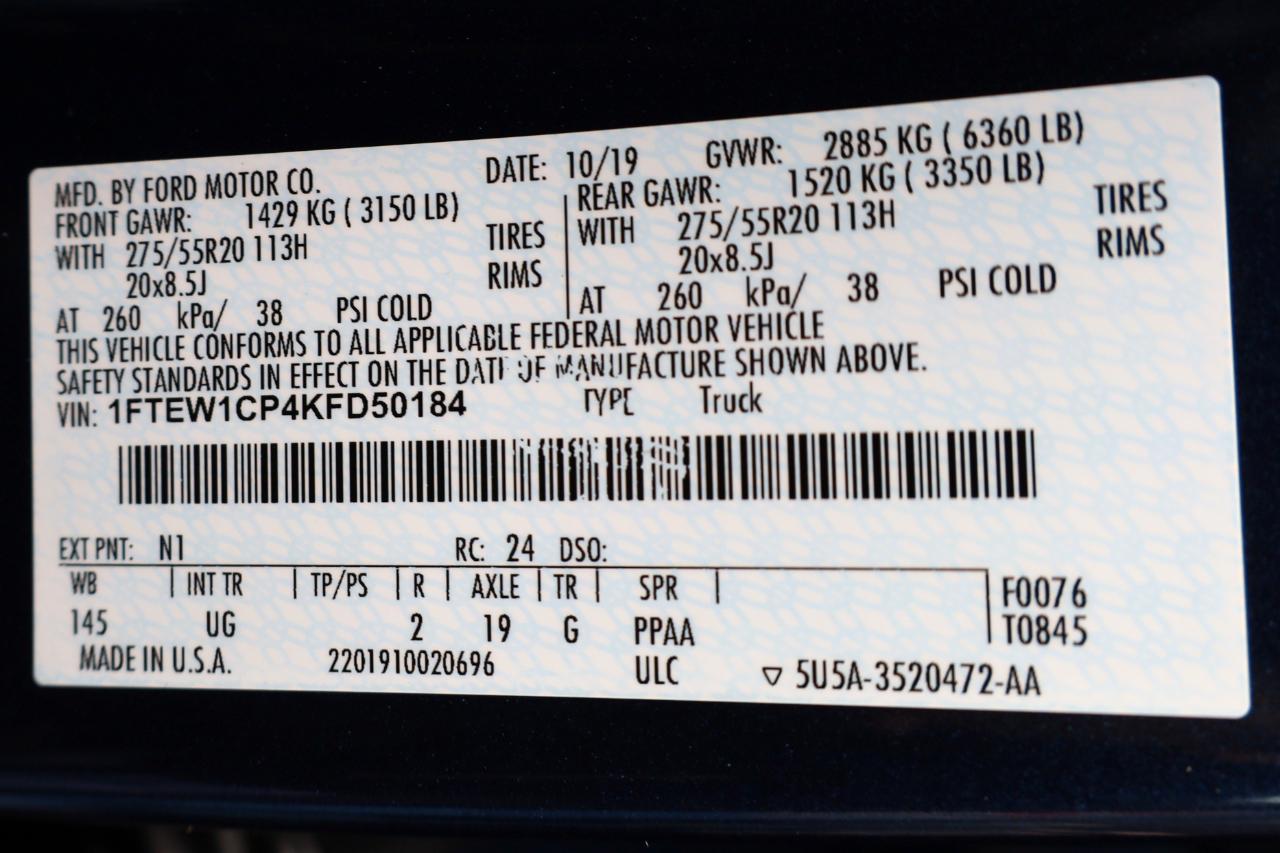 MFD. BY FORD MOTOR CO. DATE: 10/19 GVWR: 2885 KG ( 6360 LB)
FRONT GAWR: 1429 KG ( 3150 LB) REAR GAWR: 1520 KG ( 3350 LB)
WITH 275/55R20 113H TIRES WITH 275/55R20 113H TIRES
20x8.5J RIMS 20x8.5J RIMS
AT 260 kPa/ 38 PSI COLD AT 260 kPa/ 38 PSI COLD
THIS VEHICLE CONFORMS TO ALL APPLICABLE FEDERAL MOTOR VEHICLE
SAFETY STANDARDS IN EFFECT ON THE DATE OF MANUFACTURE SHOWN ABOVE.
VIN: 1FTEW1CP4KFD50184 TYPE Truck
EXT PNT: N1 RC: 24 DSO:
WB INT TR TP/PS R AXLE TR SPR F0076
145 UG 2 19 G PPAA T0845
MADE IN U.S.A. 2201910020696 ULC ▽ 5U5A-3520472-AA